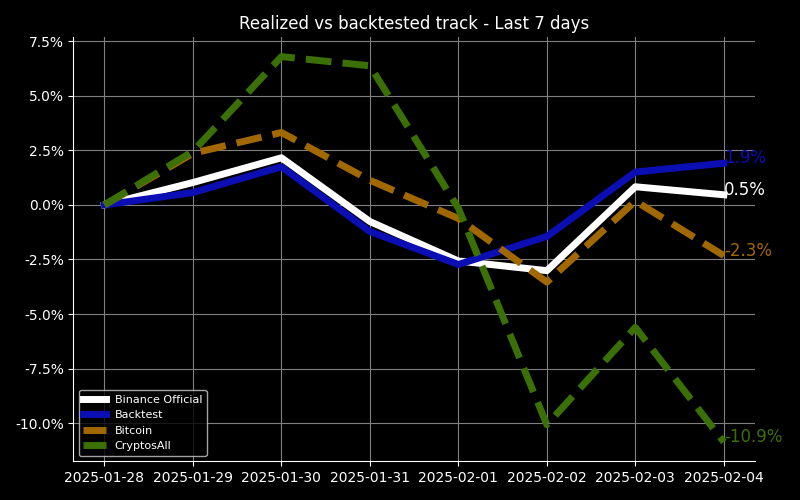 Realized vs backtested track - Last 7 days
7.5%
5.0%
2.5%
0.0%
-2.5%
-5.0%
-7.5%
-10.0%
1.9%
0.5%
-2.3%
-10.9%
Binance Official
Backtest
Bitcoin
CryptosAll
2025-01-28 2025-01-29 2025-01-30 2025-01-31 2025-02-01 2025-02-02 2025-02-03 2025-02-04